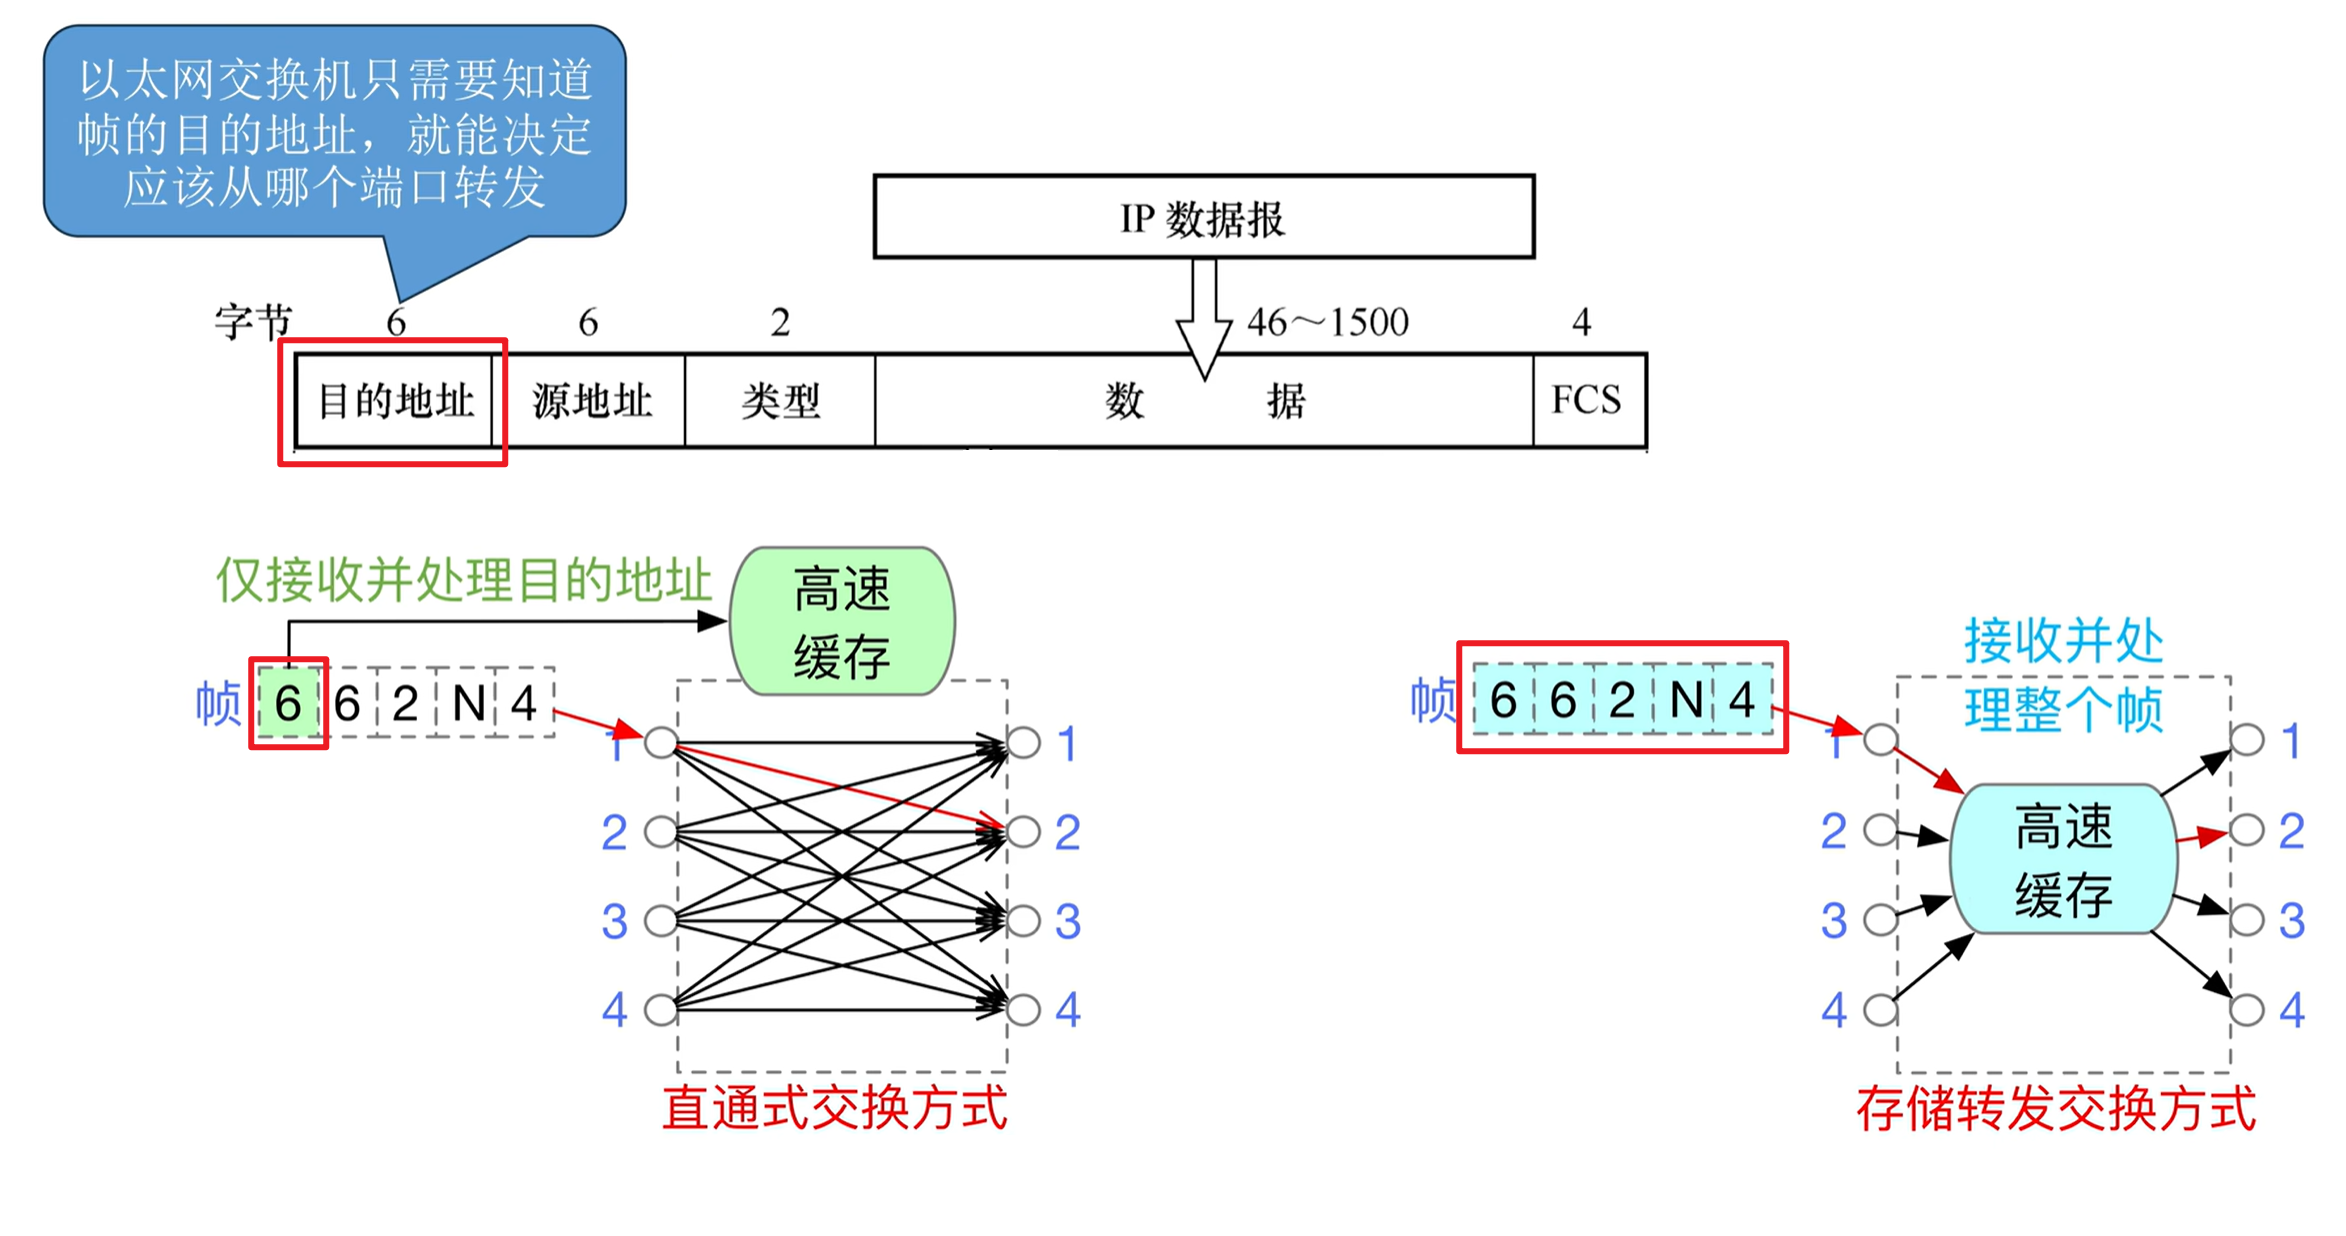 以太网交换机只需要知道
帧的目的地址，就能决定
应该从哪个端口转发
IP 数据报
字节 6 6 2 46～1500 4
目的地址 源地址 类型 数 据 FCS
仅接收并处理目的地址
高速
缓存
帧 6 6 2 N 4
1 1
2 2
3 3
4 4
直通式交换方式
接收并处
理整个帧
帧 6 6 2 N 4
1 1
2 2
3 3
4 4
高速
缓存
存储转发交换方式